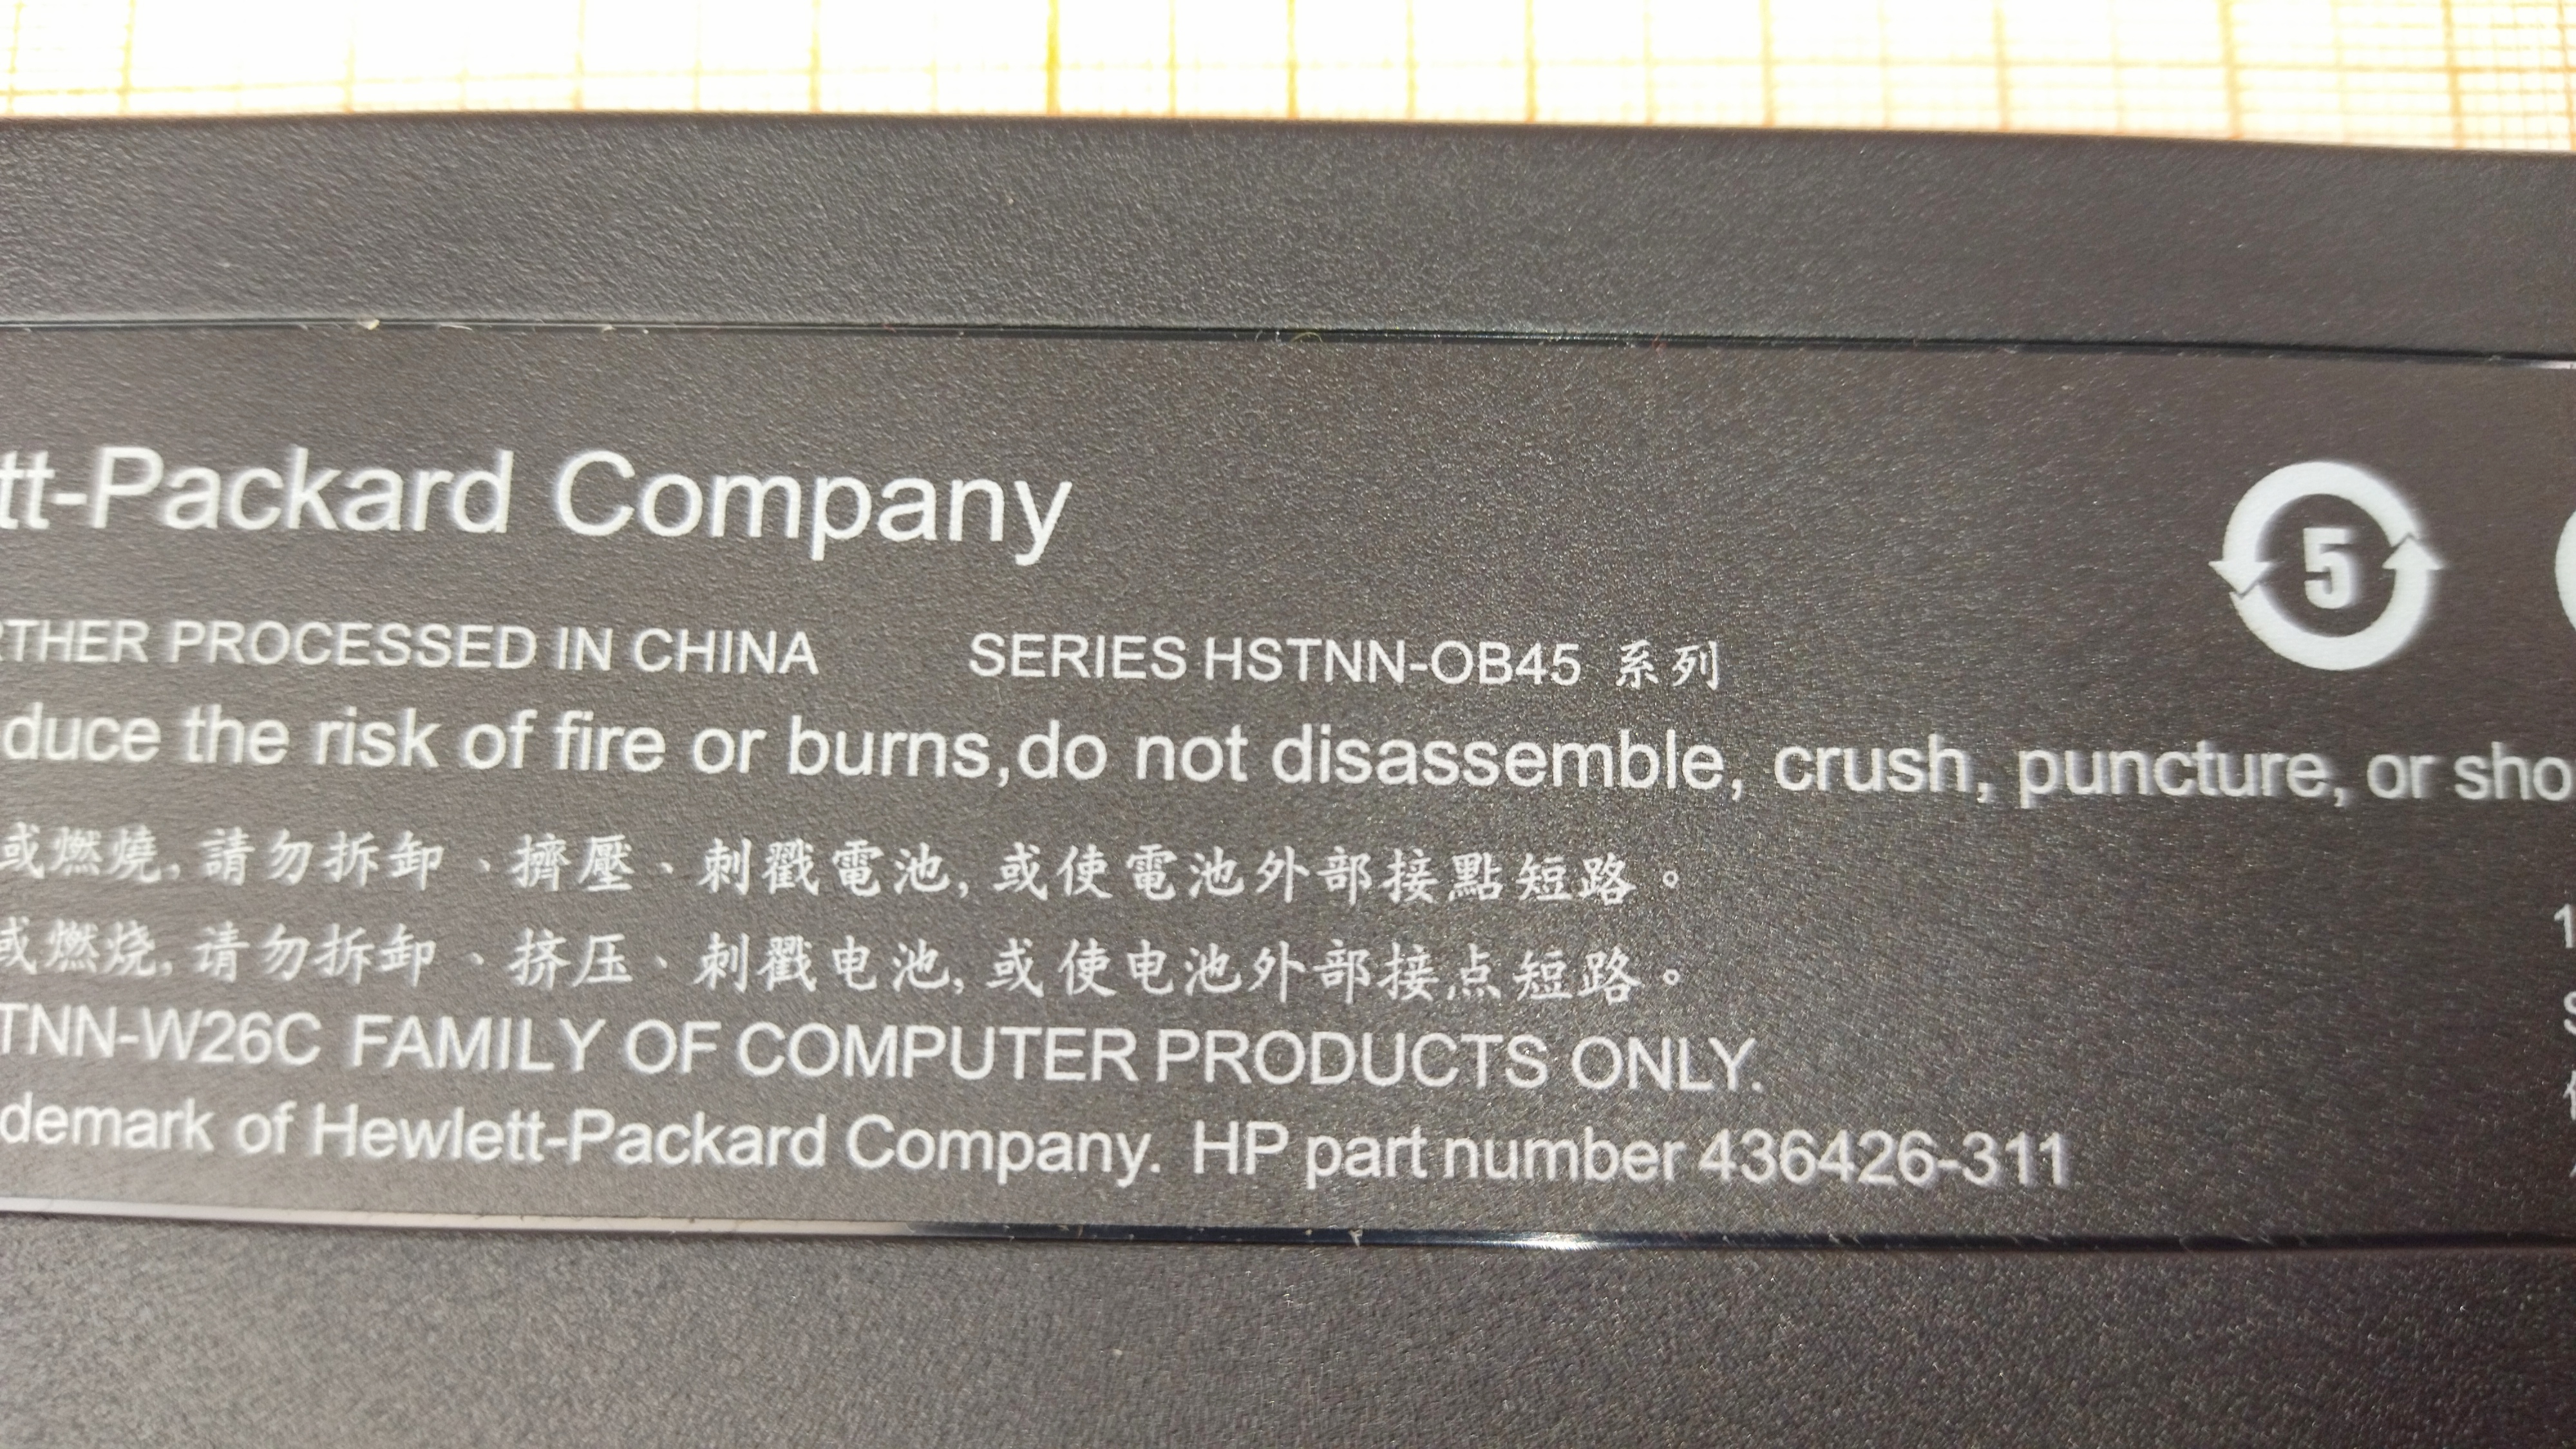 tt-Packard Company
5
RTHER PROCESSED IN CHINA SERIES HSTNN-OB45 系列
duce the risk of fire or burns,do not disassemble, crush, puncture, or sho
或燃燒,請勿拆卸、擠壓、刺戳電池,或使電池外部接點短路。
或燃烧,请勿拆卸、挤压、刺戳电池,或使电池外部接点短路。
TNN-W26C FAMILY OF COMPUTER PRODUCTS ONLY.
demark of Hewlett-Packard Company. HP part number 436426-311